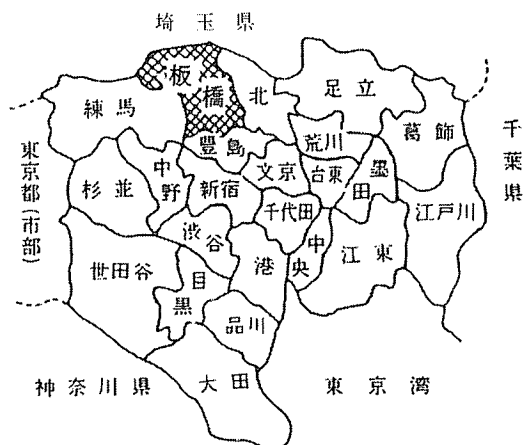 埼玉県
板橋
北
足立
練馬
豊島
荒川
葛飾
千葉県
東京都(市部)
杉並
中野
新宿
文京
台東
墨田
千代田
江戸川
渋谷
世田谷
目黒
港
中央
江東
品川
神奈川県
大田
東京湾